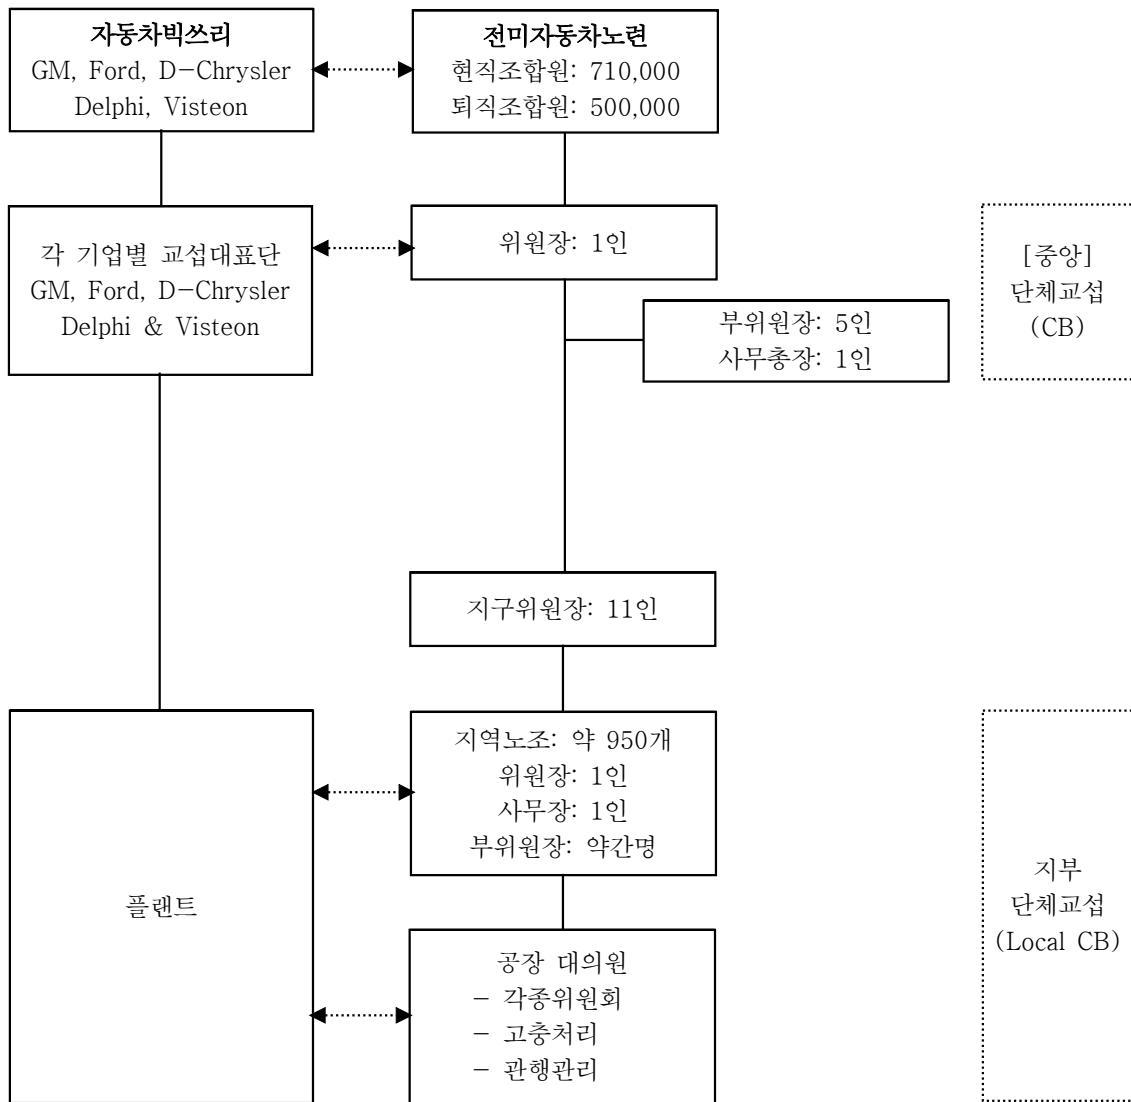 자동차빅쓰리
GM, Ford, D-Chrysler
Delphi, Visteon
전미자동차노련
현직조합원: 710,000
퇴직조합원: 500,000
각 기업별 교섭대표단
GM, Ford, D-Chrysler
Delphi & Visteon
위원장: 1인
[중앙]
단체교섭
(CB)
부위원장: 5인
사무총장: 1인
지구위원장: 11인
플랜트
지역노조: 약 950개
위원장: 1인
사무장: 1인
부위원장: 약간명
공장 대의원
- 각종위원회
- 고충처리
- 관행관리
지부
단체교섭
(Local CB)